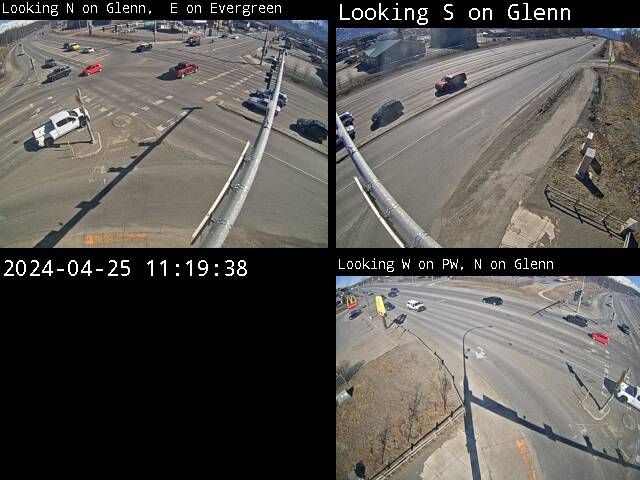 Looking N on Glenn,  E on Evergreen
Looking S on Glenn
2024-04-25 11:19:38
Looking W on PW, N on Glenn